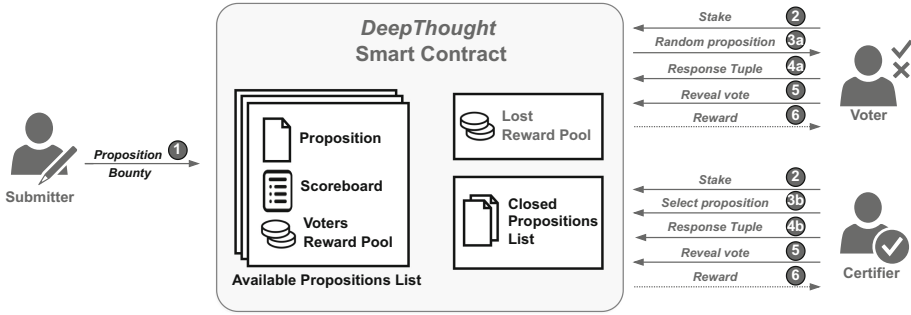 DeepThought
Smart Contract
Submitter
Proposition 1
Bounty
Proposition
Scoreboard
Voters
Reward Pool
Available Propositions List
Lost
Reward Pool
Closed
Propositions
List
Stake 2
Random proposition 3a
Response Tuple 4a
Reveal vote 5
Reward 6
Voter
Stake 2
Select proposition 3b
Response Tuple 4b
Reveal vote 5
Reward 6
Certifier